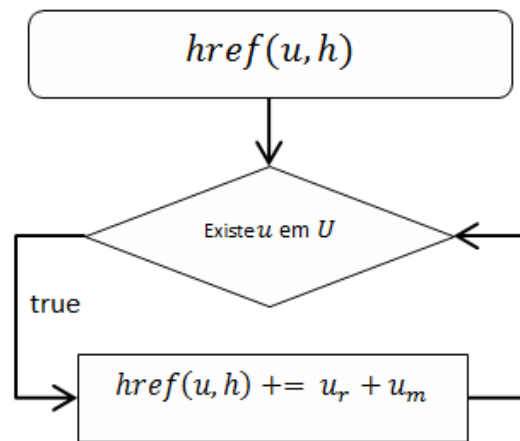 href(u, h)
Existe u em U
true
href(u, h) += u_r + u_m